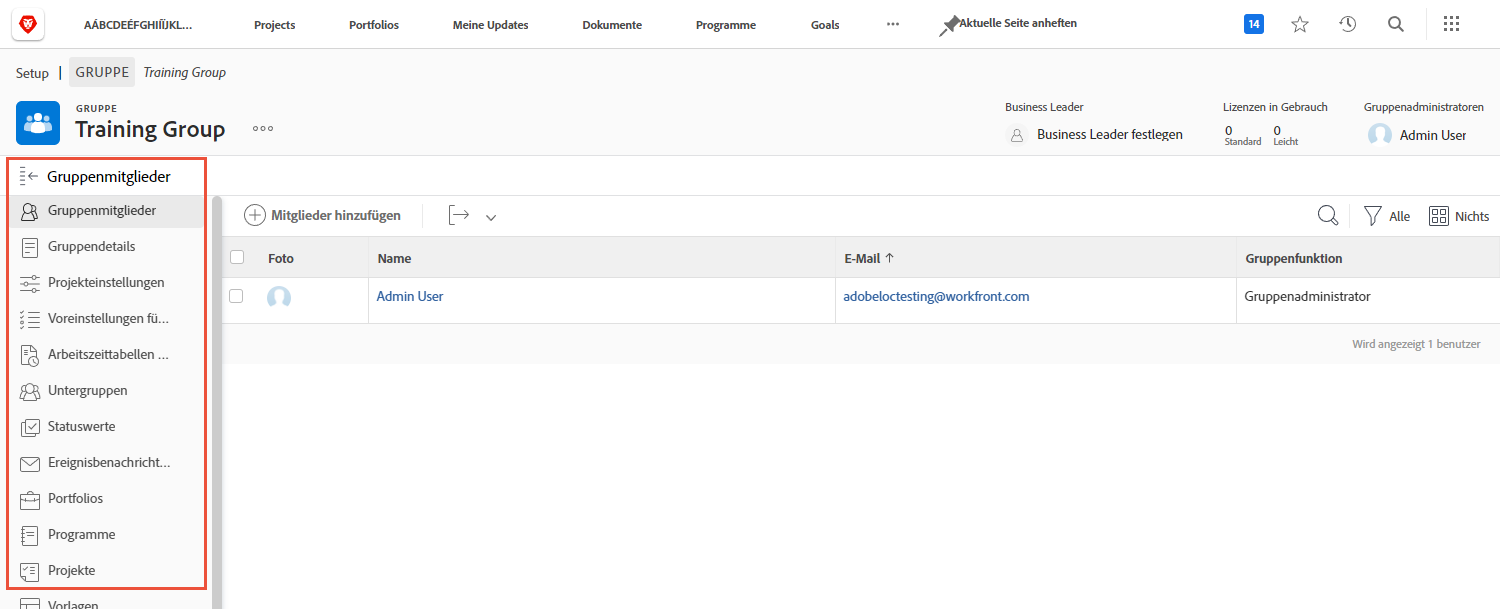 AÁBCDEÉFGHIÍÏJKL... Projects Portfolios Meine Updates Dokumente Programme Goals ••• Aktuelle Seite anheften 14
Setup | GRUPPE Training Group
GRUPPE
Training Group
Business Leader
Business Leader festlegen
Lizenzen in Gebrauch
0 0
Standard Leicht
Gruppenadministratoren
Admin User
Gruppenmitglieder
Gruppenmitglieder
Gruppendetails
Projekteinstellungen
Voreinstellungen fü...
Arbeitszeittabellen ...
Untergruppen
Statuswerte
Ereignisbenachricht...
Portfolios
Programme
Projekte
Vorlagen
Mitglieder hinzufügen Alle Nichts
Foto Name E-Mail ↑ Gruppenfunktion
Admin User adobeloctesting@workfront.com Gruppenadministrator
Wird angezeigt 1 benutzer